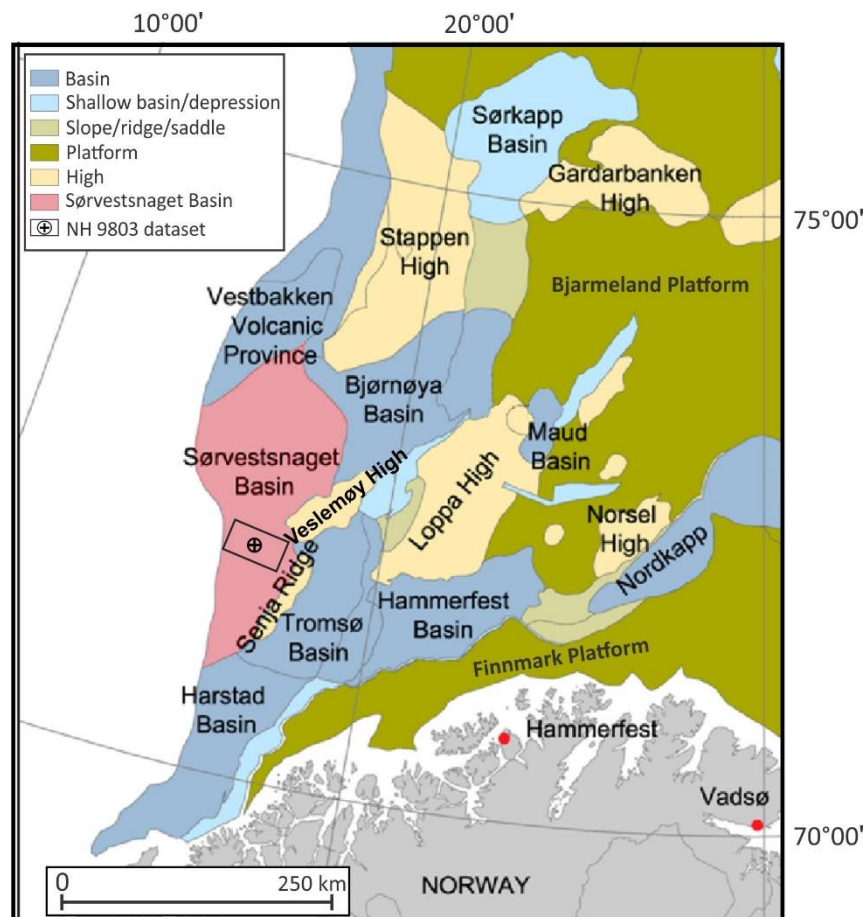 10°00'
20°00'
Basin
Shallow basin/depression
Slope/ridge/saddle
Platform
High
Sørvestsnaget Basin
NH 9803 dataset
Sørkapp
Basin
Gardarbanken
High
75°00'
Stappen
High
Bjarmeland Platform
Vestbakken
Volcanic
Province
Bjørnøya
Basin
Maud
Basin
Sørvestsnaget
Basin
Veslemøy High
Loppa High
Norsel
High
Nordkapp
Senja Ridge
Tromsø
Basin
Hammerfest
Basin
Finnmark Platform
Harstad
Basin
Hammerfest
Vadsø
70°00'
0
250 km
NORWAY